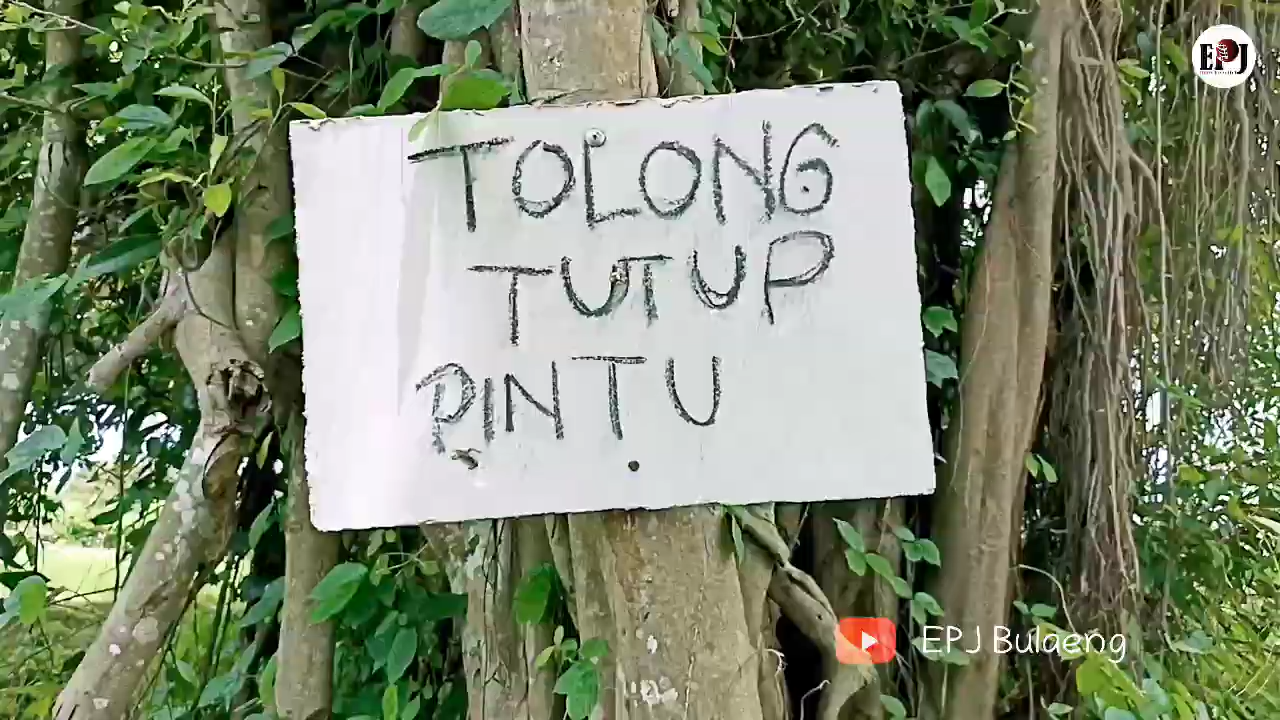 EPJ
TOLONG
TUTUP
PINTU
EPJ Bulaeng